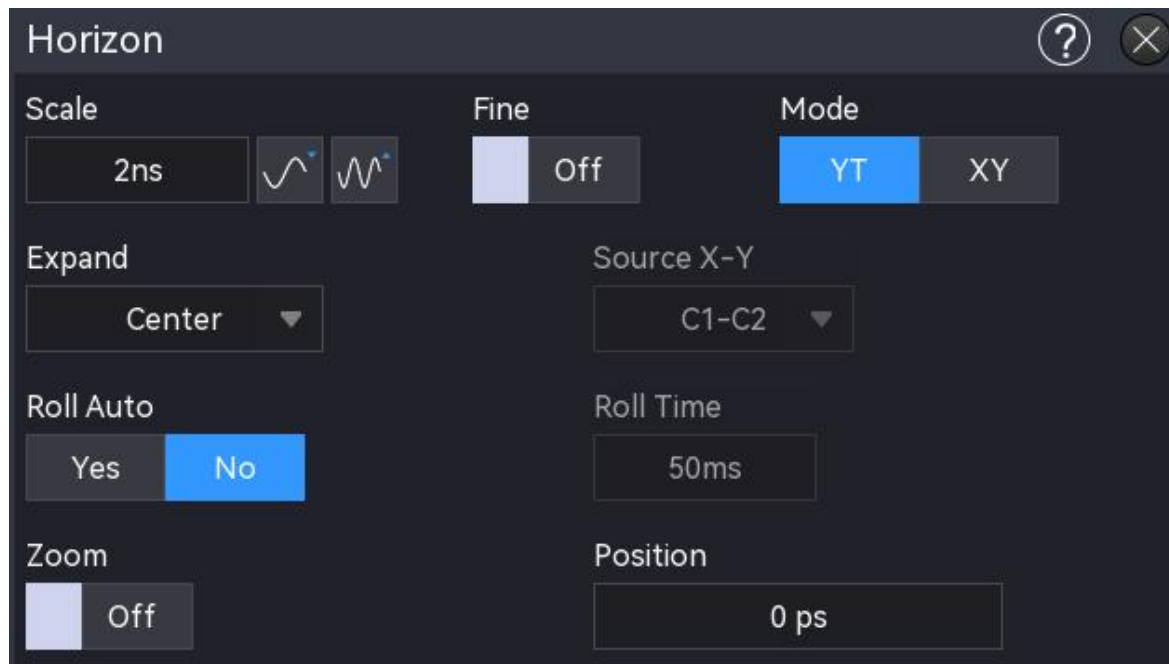 Horizon ?
Scale Fine Mode
2ns Off YT XY
Expand Source X-Y
Center C1-C2
Roll Auto Roll Time
Yes No 50ms
Zoom Position
Off 0 ps